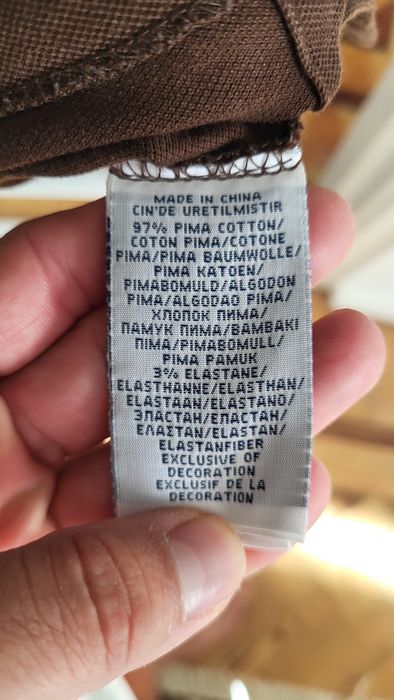 MADE IN CHINA
CIN'DE URETILMISTIR
97% PIMA COTTON/
COTON PIMA/COTONE
PIMA/PIMA BAUMWOLLE/
PIMA KATOEN/
PIMABOMULD/ALGODON
PIMA/ALGODAO PIMA/
ХЛОПОК ПИМА/
ПАМУК ПИМА/ΒΑΜΒΑΚΙ
ΠΙΜΑ/PIMABOMULL/
PIMA PAMUK
3% ELASTANE/
ELASTHANNE/ELASTHAN/
ELASTAAN/ELASTANO/
ЭЛАСТАН/ЕЛАСТАН/
ΕΛΑΣΤΑΝ/ELASTAN/
ELASTANFIBER
EXCLUSIVE OF
DECORATION
EXCLUSIF DE LA
DECORATION